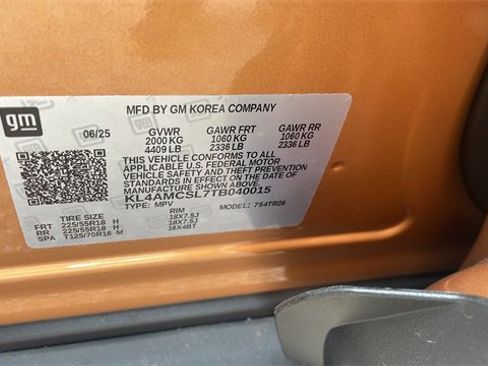 gm
MFD BY GM KOREA COMPANY
06/25 GVWR GAWR FRT GAWR RR
2000 KG 1060 KG 1060 KG
4409 LB 2336 LB 2336 LB
THIS VEHICLE CONFORMS TO ALL
APPLICABLE U.S. FEDERAL MOTOR
VEHICLE SAFETY AND THEFT PREVENTION
STANDARDS IN EFFECT ON THE DATE OF
MANUFACTURE SHOWN ABOVE.
KL4AMCSL7TB040015
TYPE: MPV MODEL: 754TR26
TIRE SIZE RIM
FRT 225/55R18 H 18X7.5J
RR 225/55R18 H 18X7.5J
SPA T125/70R16 M 16X4BT